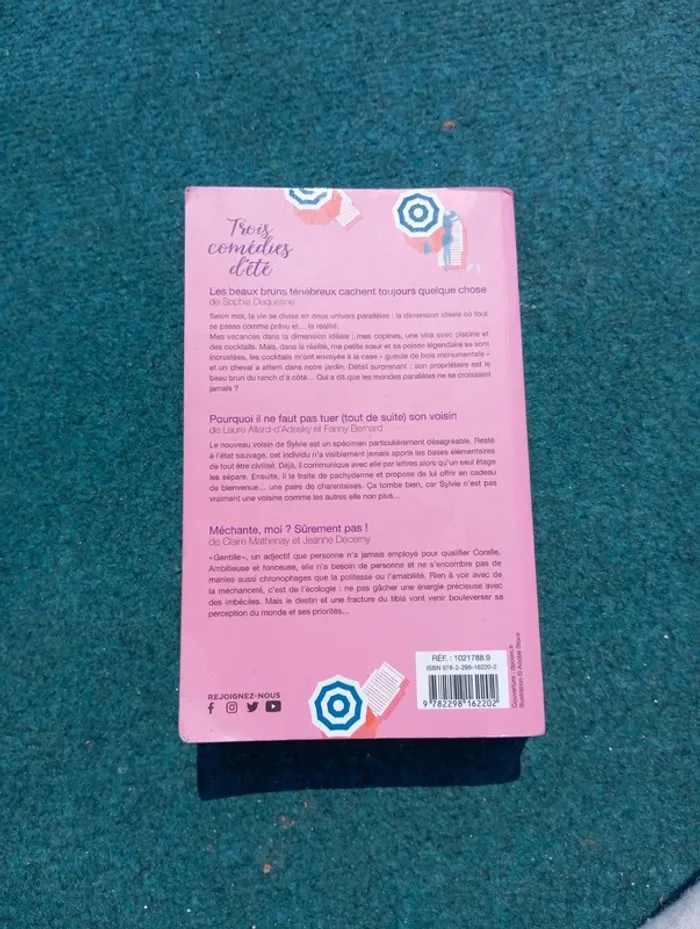 Trois
comédies
d'été
Les beaux bruns ténébreux cachent toujours quelque chose
de Sophie Duquesne
Selon moi, la vie se divise en deux univers parallèles : la dimension idéale où tout
se passe comme prévu et… la réalité.
Mes vacances dans la dimension idéale : mes copines, une villa avec piscine et
des cocktails. Mais, dans la réalité, ma petite sœur et sa poisse légendaire se sont
incrustées, les cocktails m'ont envoyée à la case « gueule de bois monumentale »
et un cheval a atterri dans notre jardin. Détail surprenant : son propriétaire est le
beau brun du ranch d'à côté… Qui a dit que les mondes parallèles ne se croisaient
jamais ?
Pourquoi il ne faut pas tuer (tout de suite) son voisin
de Laure Allard-d'Adesky et Fanny Bernard
Le nouveau voisin de Sylvie est un spécimen particulièrement désagréable. Resté
à l'état sauvage, cet individu n'a visiblement jamais appris les bases élémentaires
de tout être civilisé. Déjà, il communique avec elle par lettres alors qu'un seul étage
les sépare. Ensuite, il la traite de pachyderme et propose de lui offrir en cadeau
de bienvenue… une paire de charentaises. Ça tombe bien, car Sylvie n'est pas
vraiment une voisine comme les autres elle non plus…
Méchante, moi ? Sûrement pas !
de Claire Mathenay et Jeanne Decerny
« Gentille », un adjectif que personne n'a jamais employé pour qualifier Coralie.
Ambitieuse et fonceuse, elle n'a besoin de personne et ne s'encombre pas de
manies aussi chronophages que la politesse ou l'amabilité. Rien à voir avec de
la méchanceté, c'est de l'écologie : ne pas gâcher une énergie précieuse avec
des imbéciles. Mais le destin et une fracture du tibia vont venir bouleverser sa
perception du monde et ses priorités…
RÉF. : 1021788.9
ISBN 978-2-298-16220-2
9 782298 162202
Couverture : dpcom.fr
Illustration © Adobe Stock
REJOIGNEZ-NOUS